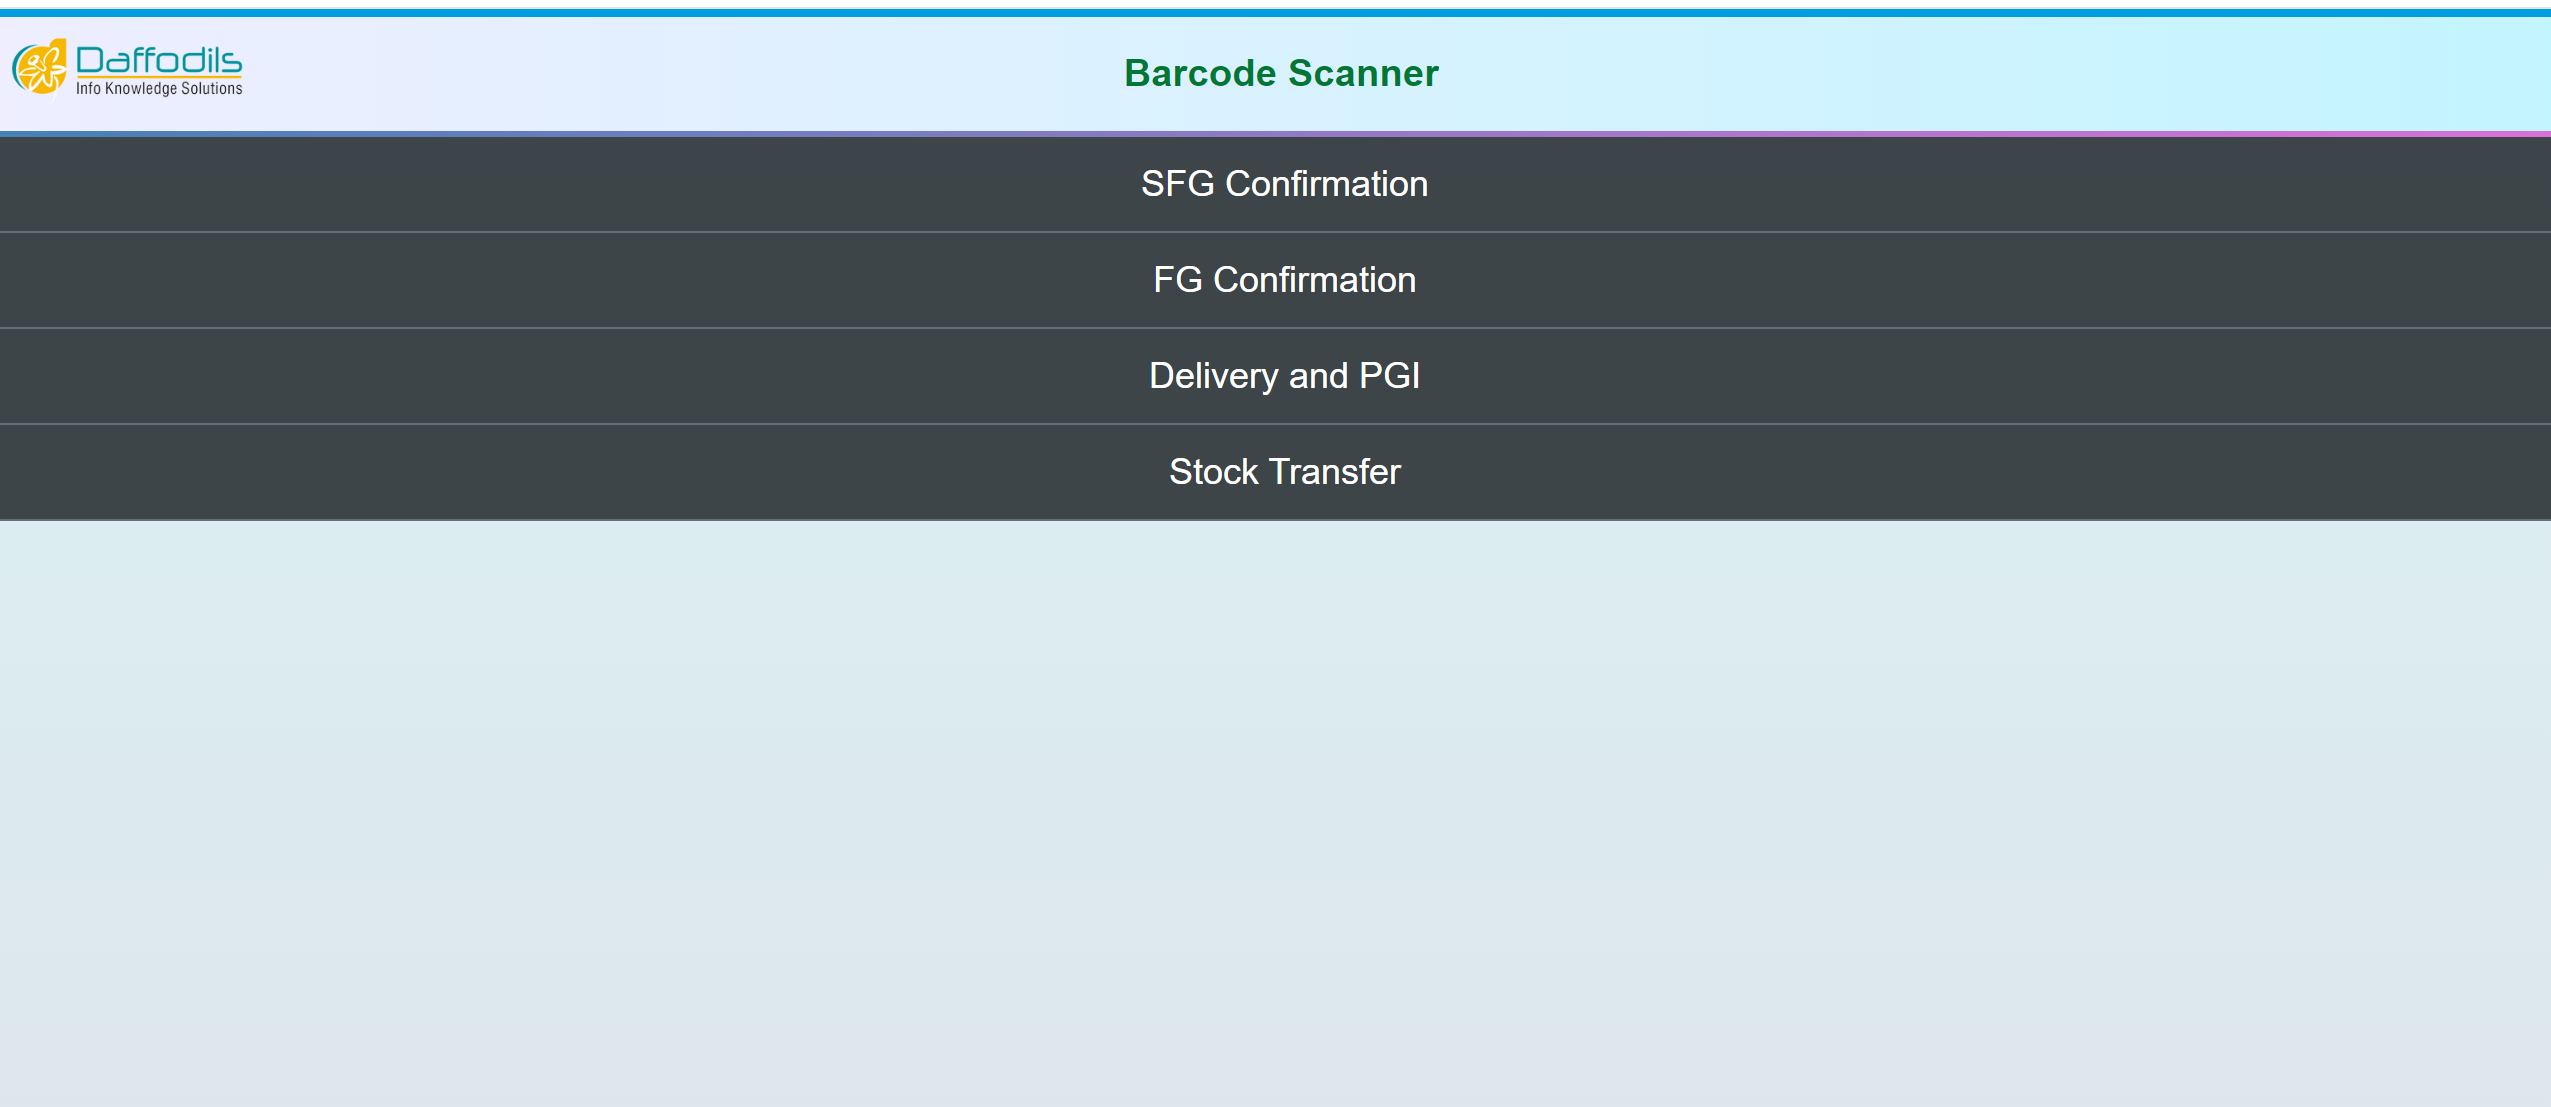 Daffodils
Info Knowledge Solutions
Barcode Scanner
SFG Confirmation
FG Confirmation
Delivery and PGI
Stock Transfer